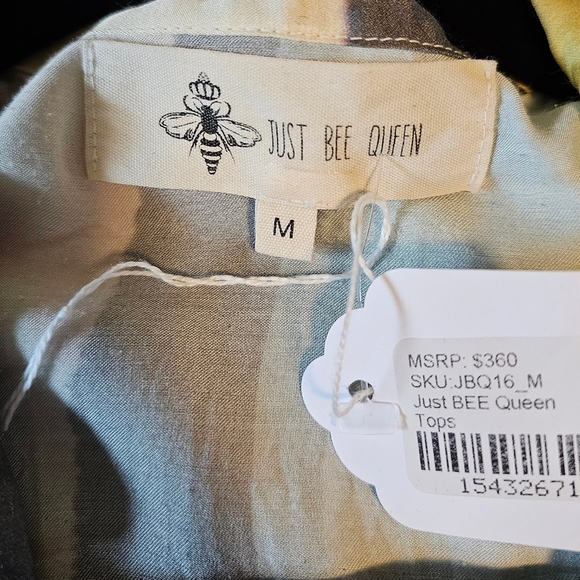 JUST BEE QUEEN
M
MSRP: $360
SKU:JBQ16_M
Just BEE Queen
Tops
15432671